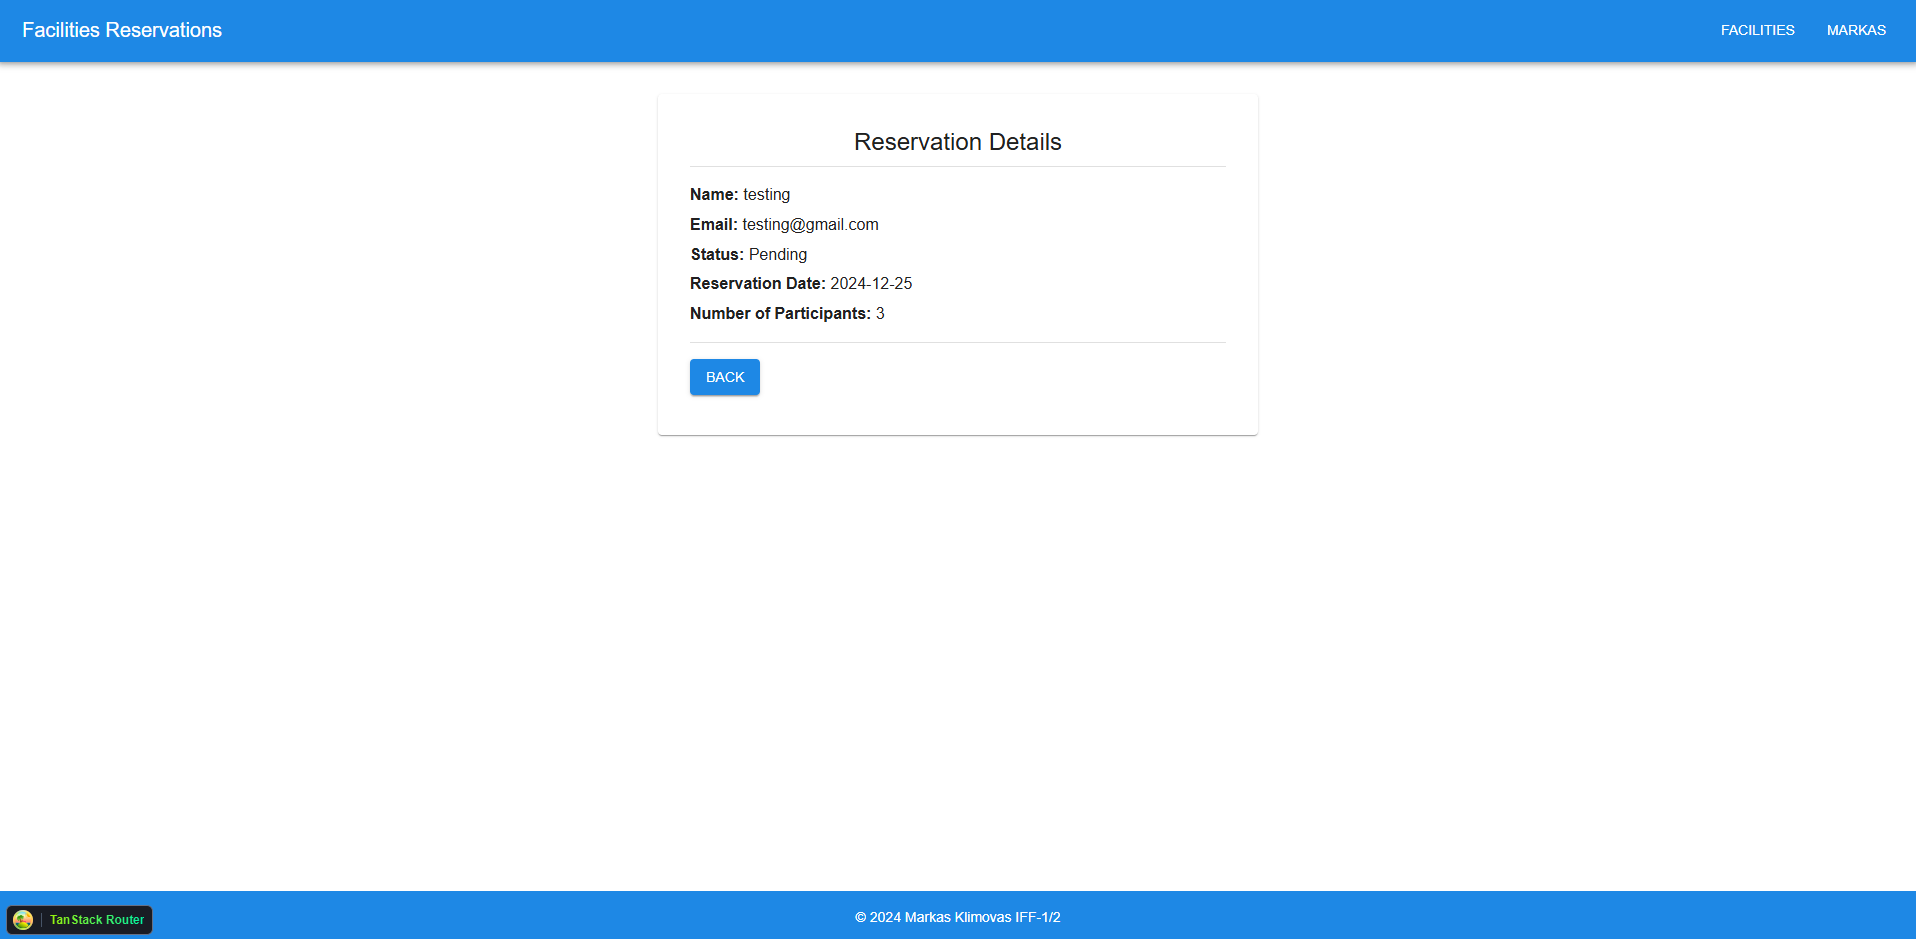 Facilities Reservations
FACILITIES
MARKAS
Reservation Details
Name: testing
Email: testing@gmail.com
Status: Pending
Reservation Date: 2024-12-25
Number of Participants: 3
BACK
TanStack Router
© 2024 Markas Klimovas IFF-1/2